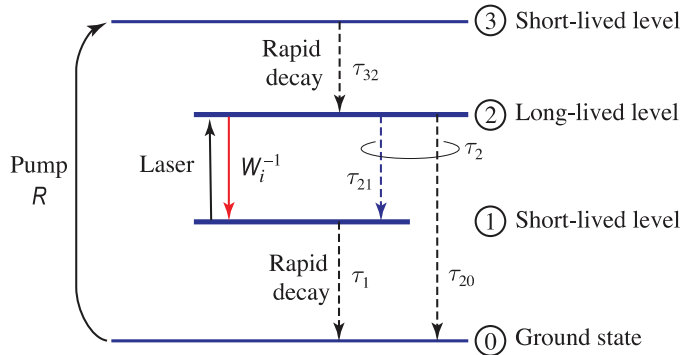 ③ Short-lived level
Rapid
decay
τ₃₂
② Long-lived level
Pump
R
Laser
Wᵢ⁻¹
τ₂₁
τ₂
① Short-lived level
Rapid
decay
τ₁
τ₂₀
⓪ Ground state